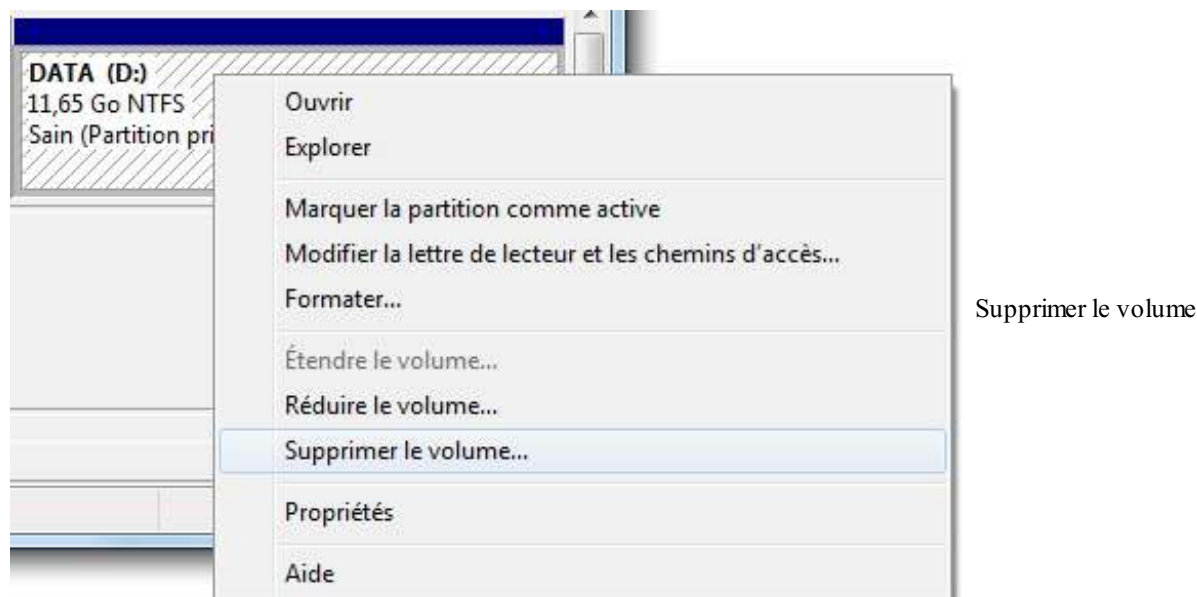 DATA (D:)
11,65 Go NTFS
Sain (Partition pri
Ouvrir
Explorer
Marquer la partition comme active
Modifier la lettre de lecteur et les chemins d'accès...
Formater...
Étendre le volume...
Réduire le volume...
Supprimer le volume...
Propriétés
Aide
Supprimer le volume